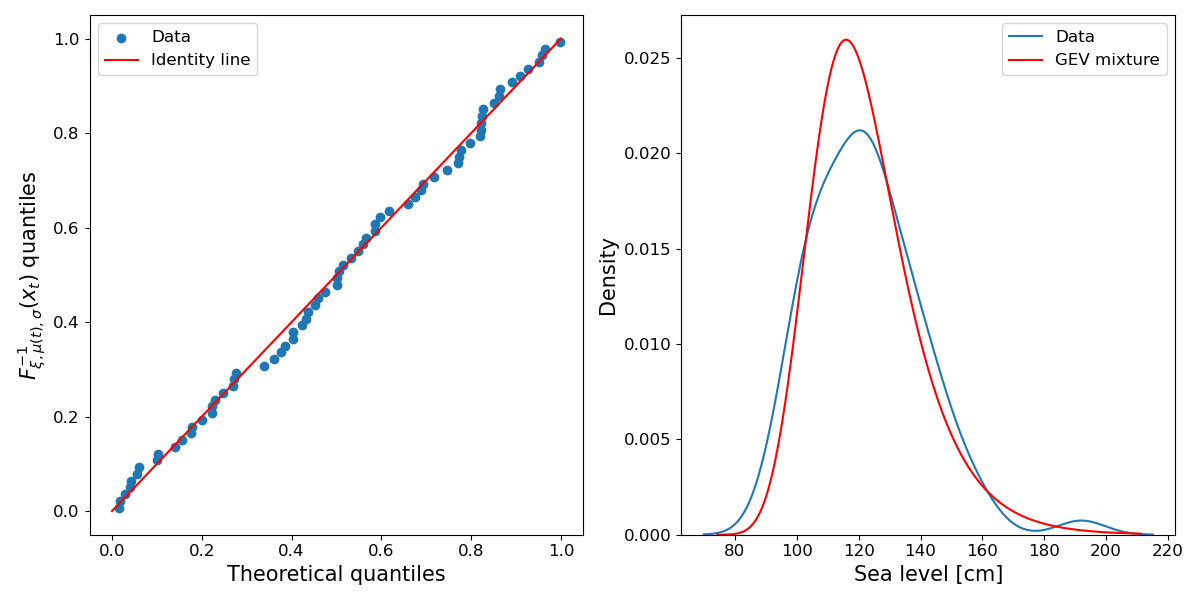 Data
Identity line
1.0
0.8
0.6
0.4
0.2
0.0
0.0 0.2 0.4 0.6 0.8 1.0
Theoretical quantiles
F⁻¹_{ξ, μ(t), σ}(x_t) quantiles
Data
GEV mixture
0.025
0.020
0.015
0.010
0.005
0.000
80 100 120 140 160 180 200 220
Sea level [cm]
Density